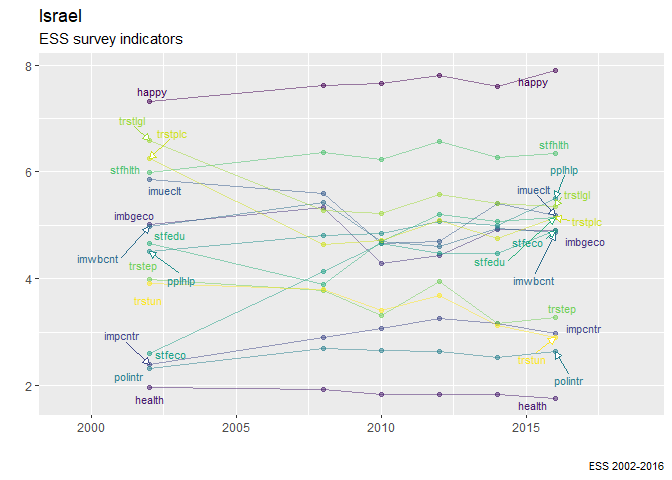 Israel
ESS survey indicators
8
happy
happy
trstlgl
trstplc
stfhlth
stfhlth
6
pplhlp
imueclt
imueclt
trstlgl
imbgeco
trstplc
stfedu
stfeco
imbgeco
imwbcnt
stfedu
trstep
pplhlp
imwbcnt
4
trstun
trstep
impcntr
impcntr
stfeco
trstun
polintr
polintr
2
health
health
2000
2005
2010
2015
ESS 2002-2016